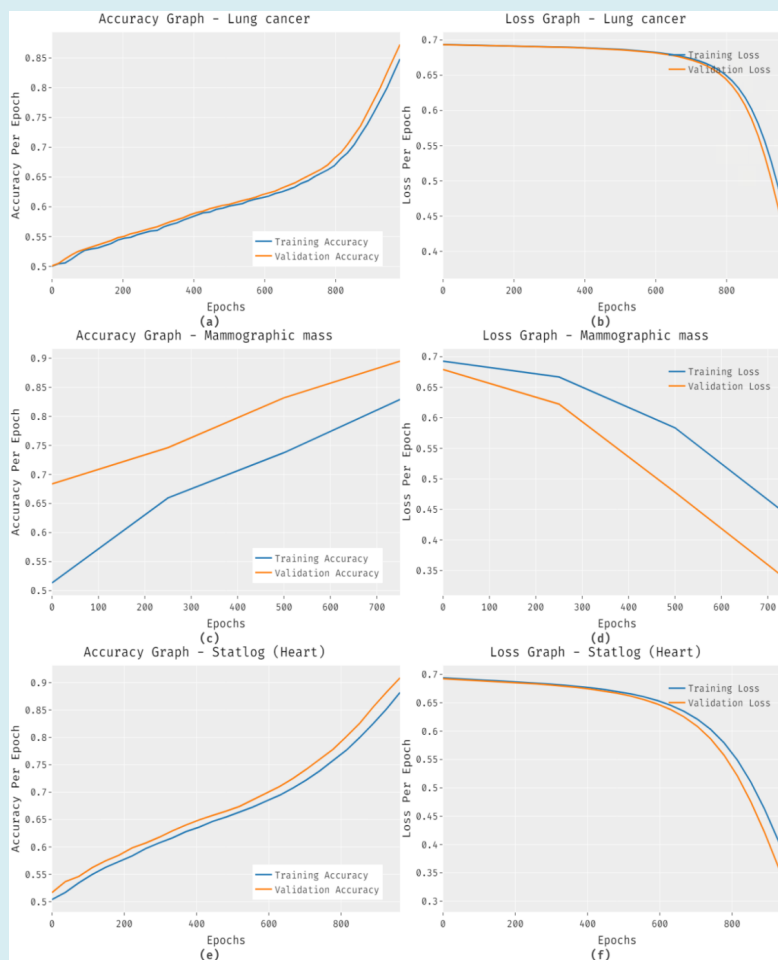 Accuracy Graph - Lung cancer
Accuracy Per Epoch
0.85
0.8
0.75
0.7
0.65
0.6
0.55
0.5
Training Accuracy
Validation Accuracy
0
200
400
600
800
Epochs
(a)
Loss Graph - Lung cancer
Loss Per Epoch
0.7
0.65
0.6
0.55
0.5
0.45
0.4
Training Loss
Validation Loss
0
200
400
600
800
Epochs
(b)
Accuracy Graph - Mammographic mass
Accuracy Per Epoch
0.9
0.85
0.8
0.75
0.7
0.65
0.6
0.55
0.5
Training Accuracy
Validation Accuracy
0
100
200
300
400
500
600
700
Epochs
(c)
Loss Graph - Mammographic mass
Loss Per Epoch
0.7
0.65
0.6
0.55
0.5
0.45
0.4
0.35
Training Loss
Validation Loss
0
100
200
300
400
500
600
700
Epochs
(d)
Accuracy Graph - Statlog (Heart)
Accuracy Per Epoch
0.9
0.85
0.8
0.75
0.7
0.65
0.6
0.55
0.5
Training Accuracy
Validation Accuracy
0
200
400
600
800
Epochs
(e)
Loss Graph - Statlog (Heart)
Loss Per Epoch
0.7
0.65
0.6
0.55
0.5
0.45
0.4
0.35
0.3
Training Loss
Validation Loss
0
200
400
600
800
Epochs
(f)